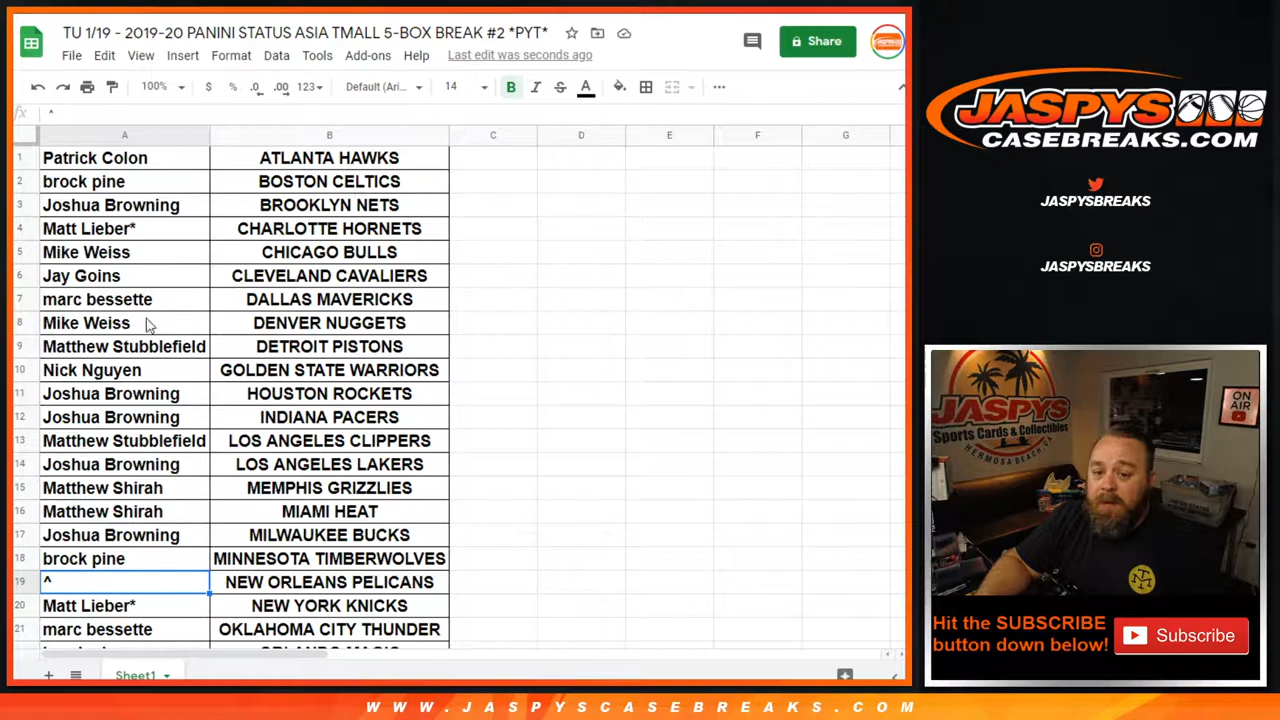 TU 1/19 - 2019-20 PANINI STATUS ASIA TMALL 5-BOX BREAK #2 *PYT*
File Edit View Insert Format Data Tools Add-ons Help Last edit was seconds ago
Share
100% $ % .0 .00 123 Default (Ari... 14 B I S A
fx ^
A B C D E F G
1 Patrick Colon ATLANTA HAWKS
2 brock pine BOSTON CELTICS
3 Joshua Browning BROOKLYN NETS
4 Matt Lieber* CHARLOTTE HORNETS
5 Mike Weiss CHICAGO BULLS
6 Jay Goins CLEVELAND CAVALIERS
7 marc bessette DALLAS MAVERICKS
8 Mike Weiss DENVER NUGGETS
9 Matthew Stubblefield DETROIT PISTONS
10 Nick Nguyen GOLDEN STATE WARRIORS
11 Joshua Browning HOUSTON ROCKETS
12 Joshua Browning INDIANA PACERS
13 Matthew Stubblefield LOS ANGELES CLIPPERS
14 Joshua Browning LOS ANGELES LAKERS
15 Matthew Shirah MEMPHIS GRIZZLIES
16 Matthew Shirah MIAMI HEAT
17 Joshua Browning MILWAUKEE BUCKS
18 brock pine MINNESOTA TIMBERWOLVES
19 ^ NEW ORLEANS PELICANS
20 Matt Lieber* NEW YORK KNICKS
21 marc bessette OKLAHOMA CITY THUNDER
Sheet1
JASPYS
CASEBREAKS.COM
JASPYSBREAKS
JASPYSBREAKS
JASPYS
Sports Cards & Collectibles
HERMOSA BEACH, CA
ON
AIR
Hit the SUBSCRIBE
button down below!
Subscribe
WWW.JASPYSCASEBREAKS.COM